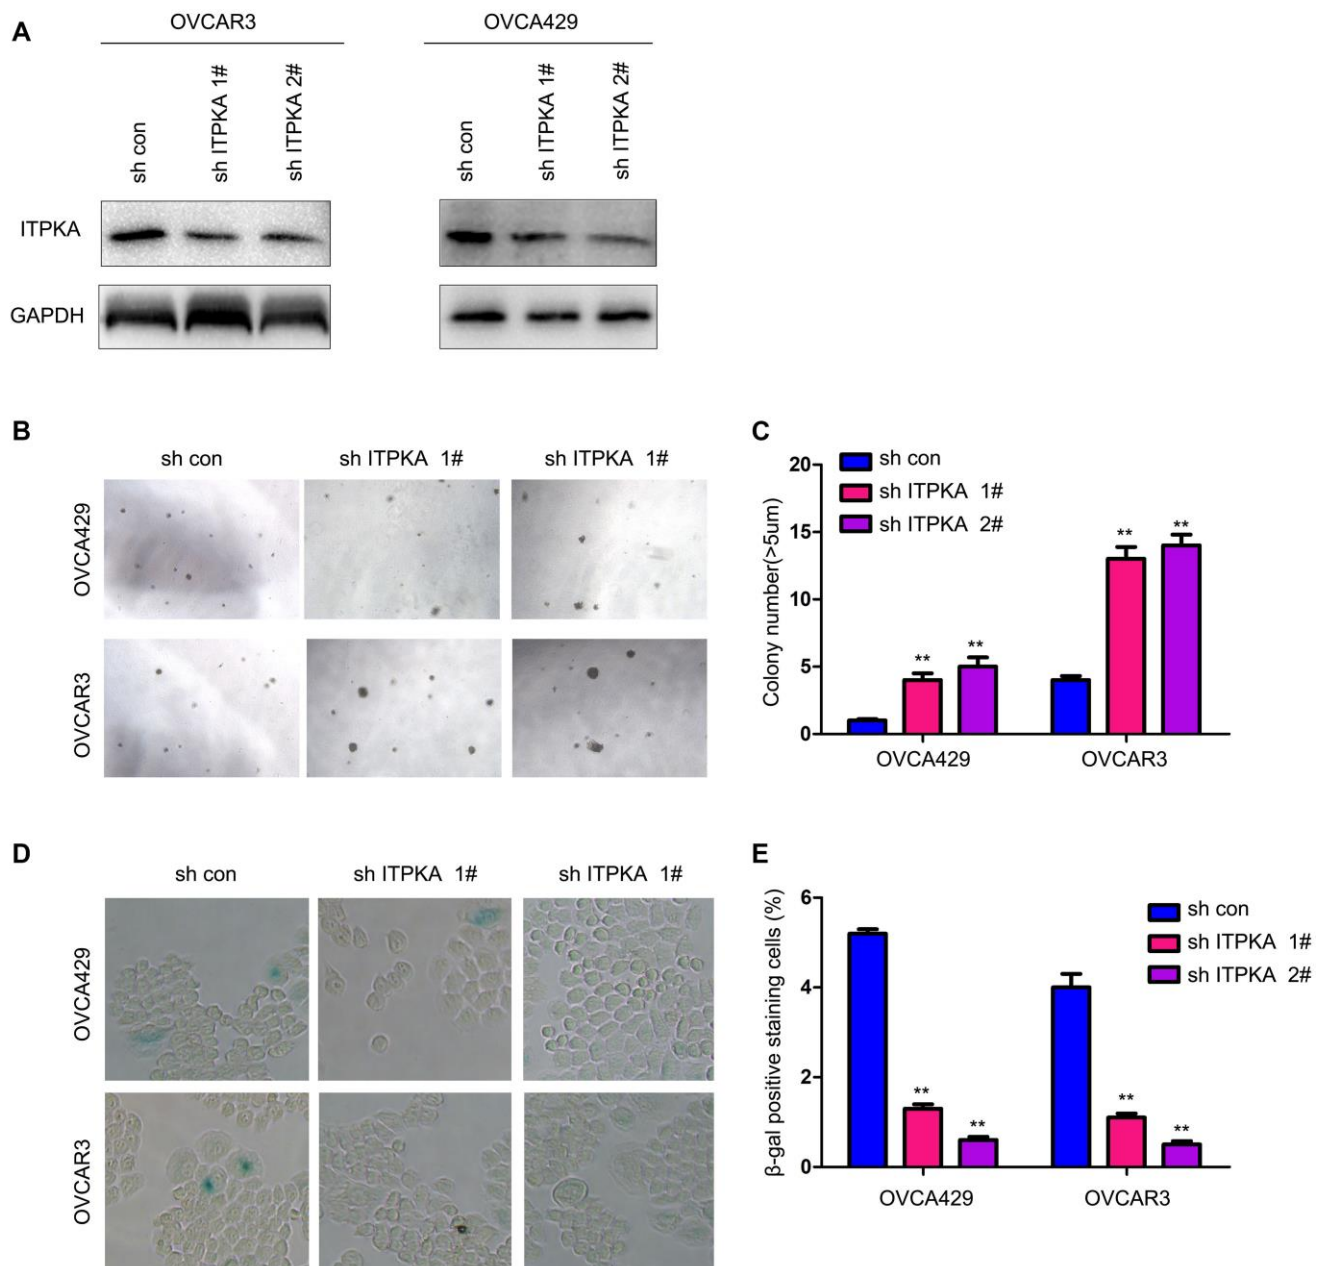 A
OVCAR3
OVCA429
sh con
sh ITPKA 1#
sh ITPKA 2#
sh con
sh ITPKA 1#
sh ITPKA 2#
ITPKA
GAPDH
B
sh con
sh ITPKA 1#
sh ITPKA 1#
OVCA429
OVCAR3
C
20
15
10
5
0
Colony number(>5um)
sh con
sh ITPKA 1#
sh ITPKA 2#
**
**
**
**
OVCA429
OVCAR3
D
sh con
sh ITPKA 1#
sh ITPKA 1#
OVCA429
OVCAR3
E
6
4
2
0
β-gal positive staining cells (%)
sh con
sh ITPKA 1#
sh ITPKA 2#
**
**
**
**
OVCA429
OVCAR3